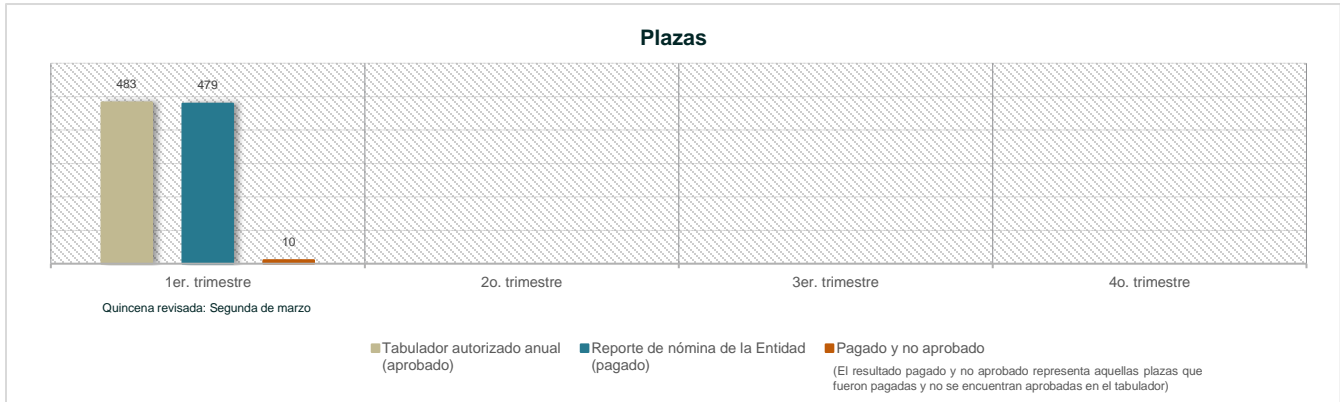 Plazas
483
479
10
1er. trimestre
2o. trimestre
3er. trimestre
4o. trimestre
Quincena revisada: Segunda de marzo
Tabulador autorizado anual
(aprobado)
Reporte de nómina de la Entidad
(pagado)
Pagado y no aprobado
(El resultado pagado y no aprobado representa aquellas plazas que
fueron pagadas y no se encuentran aprobadas en el tabulador)